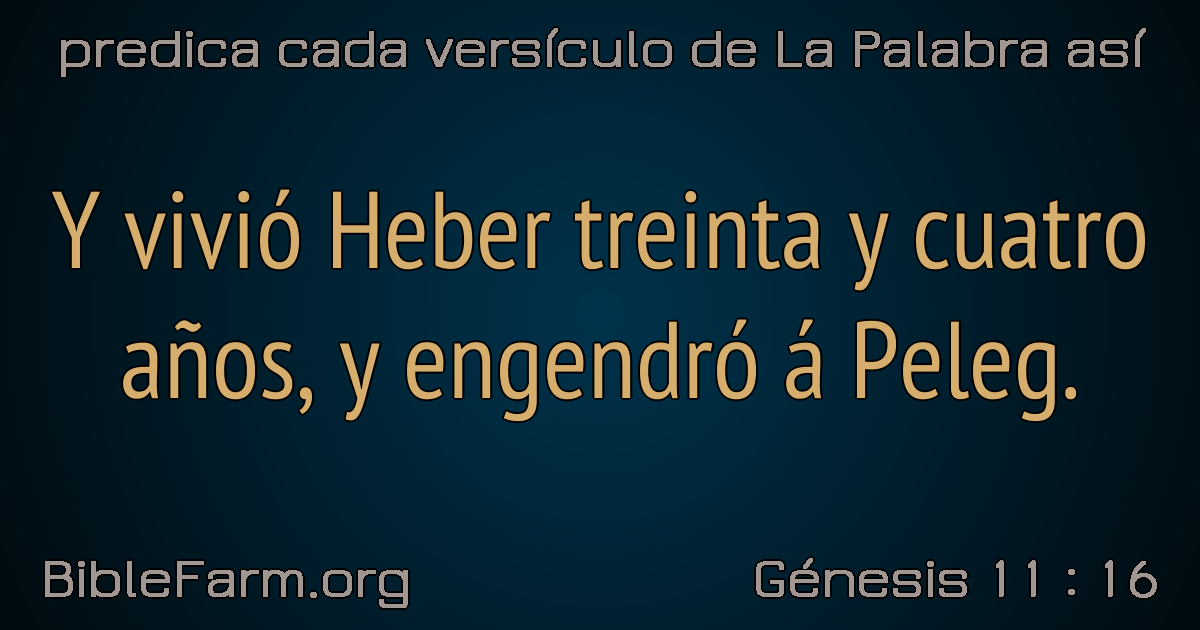 predica cada versículo de La Palabra así
Y vivió Heber treinta y cuatro
años, y engendró á Peleg.
BibleFarm.org
Génesis 11 : 16